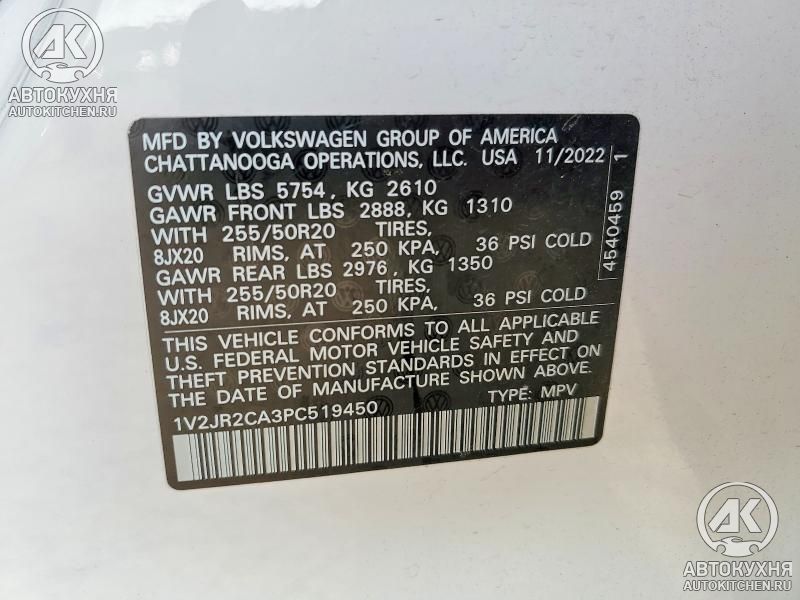 АК
АВТОКУХНЯ
AUTOKITCHEN.RU
MFD BY VOLKSWAGEN GROUP OF AMERICA
CHATTANOOGA OPERATIONS, LLC. USA 11/2022
GVWR LBS 5754, KG 2610
GAWR FRONT LBS 2888, KG 1310
WITH 255/50R20 TIRES,
8JX20 RIMS, AT 250 KPA, 36 PSI COLD
GAWR REAR LBS 2976, KG 1350
WITH 255/50R20 TIRES,
8JX20 RIMS, AT 250 KPA, 36 PSI COLD
4540459 1
THIS VEHICLE CONFORMS TO ALL APPLICABLE
U.S. FEDERAL MOTOR VEHICLE SAFETY AND
THEFT PREVENTION STANDARDS IN EFFECT ON
THE DATE OF MANUFACTURE SHOWN ABOVE.
1V2JR2CA3PC519450 TYPE: MPV
АК
АВТОКУХНЯ
AUTOKITCHEN.RU